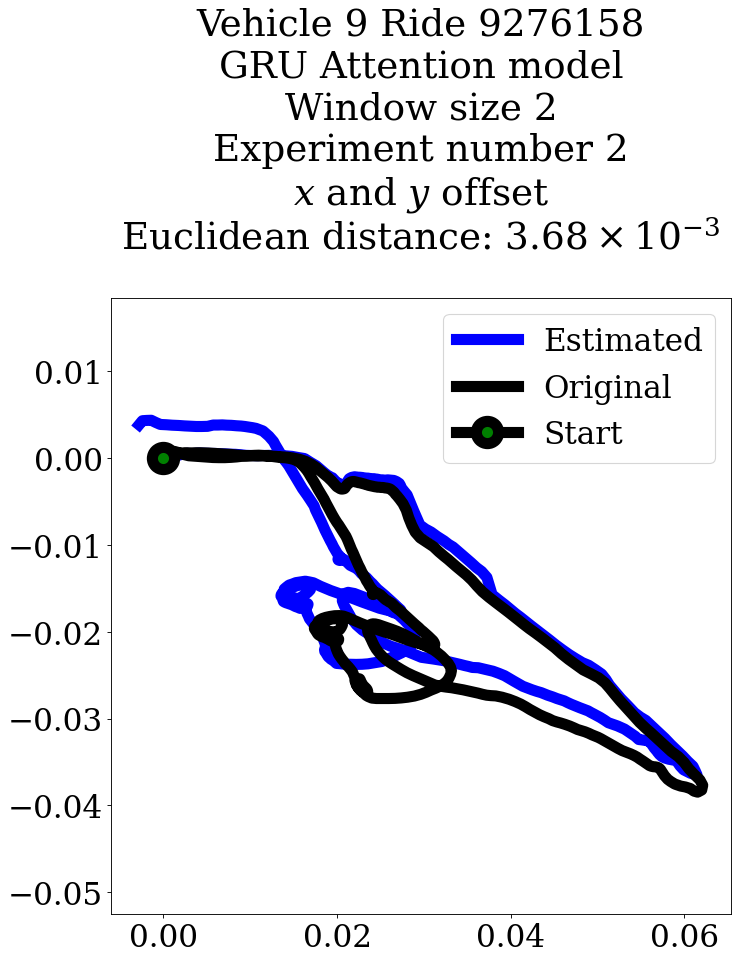 Vehicle 9 Ride 9276158
GRU Attention model
Window size 2
Experiment number 2
x and y offset
Euclidean distance: 3.68 × 10⁻³
Estimated
Original
Start
0.01
0.00
−0.01
−0.02
−0.03
−0.04
−0.05
0.00 0.02 0.04 0.06